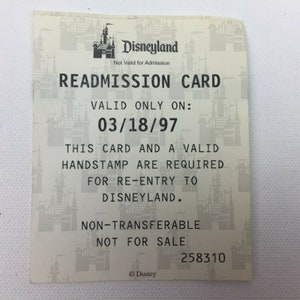 Disneyland
Not Valid for Admission
READMISSION CARD
VALID ONLY ON:
03/18/97
THIS CARD AND A VALID
HANDSTAMP ARE REQUIRED
FOR RE-ENTRY TO
DISNEYLAND.
NON-TRANSFERABLE
NOT FOR SALE
258310
© Disney